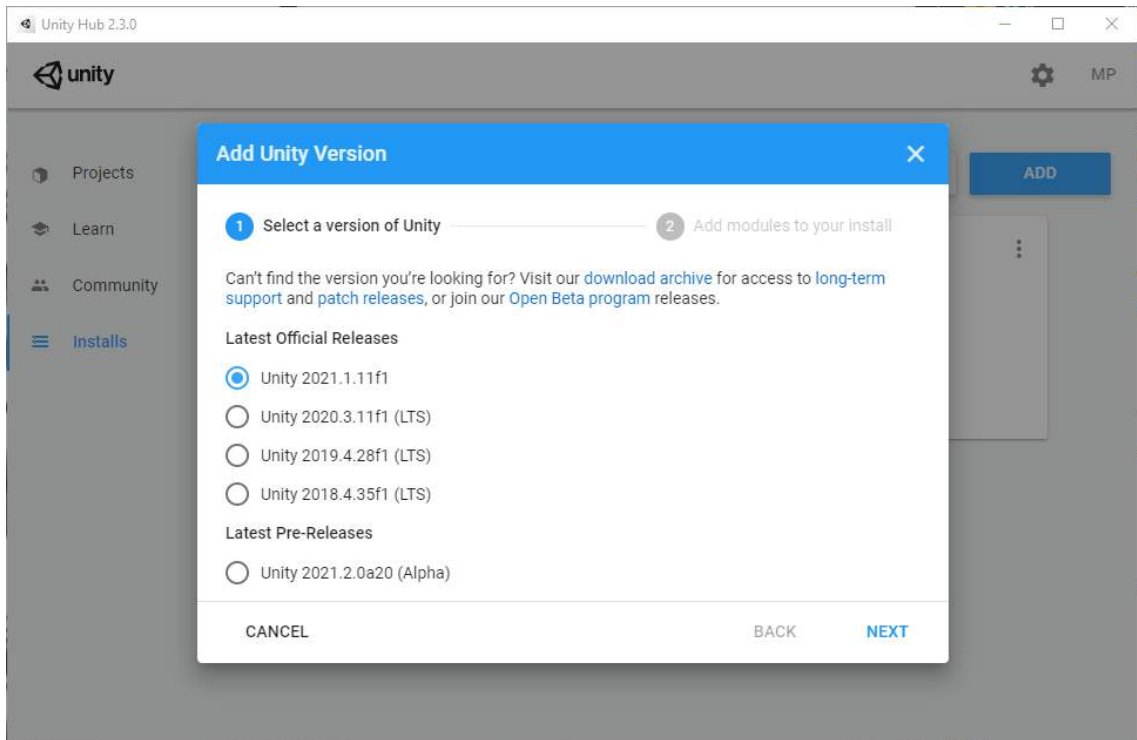 Unity Hub 2.3.0
unity
MP
Projects
Learn
Community
Installs
ADD
Add Unity Version
1 Select a version of Unity
2 Add modules to your install
Can't find the version you're looking for? Visit our download archive for access to long-term
support and patch releases, or join our Open Beta program releases.
Latest Official Releases
Unity 2021.1.11f1
Unity 2020.3.11f1 (LTS)
Unity 2019.4.28f1 (LTS)
Unity 2018.4.35f1 (LTS)
Latest Pre-Releases
Unity 2021.2.0a20 (Alpha)
CANCEL
BACK
NEXT